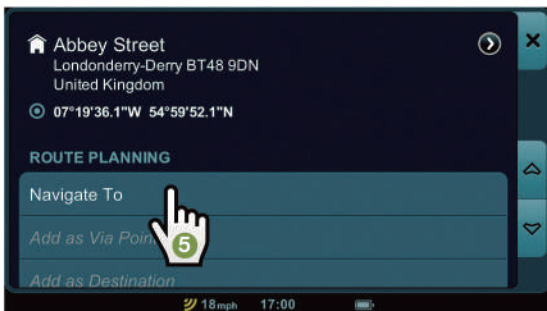 Abbey Street
Londonderry-Derry BT48 9DN
United Kingdom
07°19'36.1"W 54°59'52.1"N
ROUTE PLANNING
Navigate To
Add as Via Point
5
Add as Destination
18mph 17:00